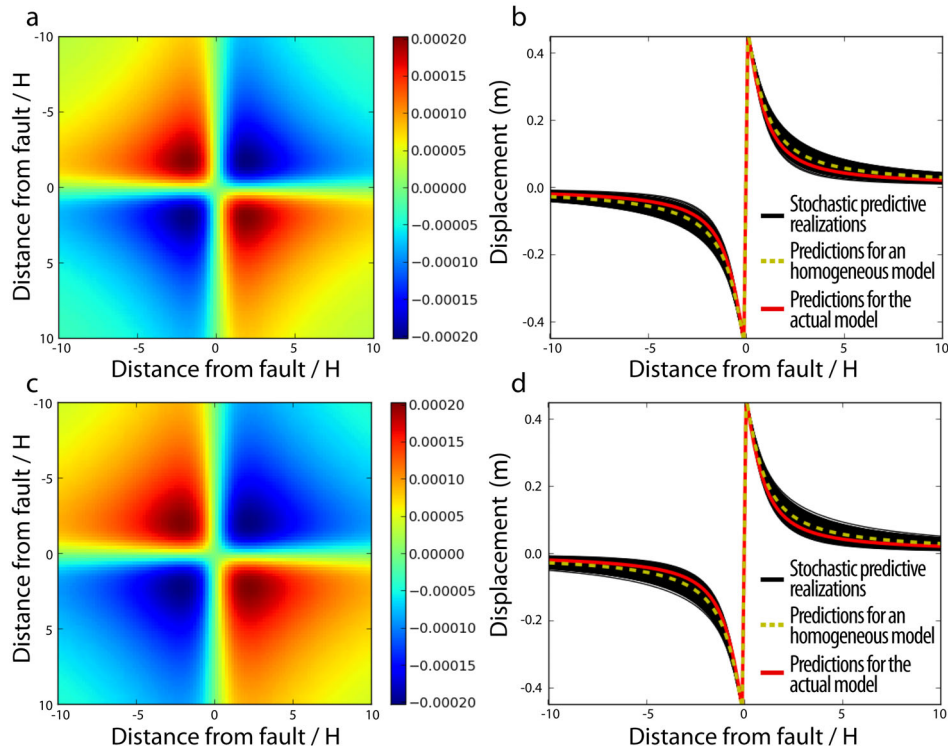 a
-10
-5
0
5
10
Distance from fault / H
-10
-5
0
5
10
Distance from fault / H
0.00020
0.00015
0.00010
0.00005
0.00000
−0.00005
−0.00010
−0.00015
−0.00020
b
0.4
0.2
0.0
-0.2
-0.4
Displacement (m)
-10
-5
0
5
10
Distance from fault / H
Stochastic predictive
realizations
Predictions for an
homogeneous model
Predictions for the
actual model
c
-10
-5
0
5
10
Distance from fault / H
-10
-5
0
5
10
Distance from fault / H
0.00020
0.00015
0.00010
0.00005
0.00000
−0.00005
−0.00010
−0.00015
−0.00020
d
0.4
0.2
0.0
-0.2
-0.4
Displacement (m)
-10
-5
0
5
10
Distance from fault / H
Stochastic predictive
realizations
Predictions for an
homogeneous model
Predictions for the
actual model